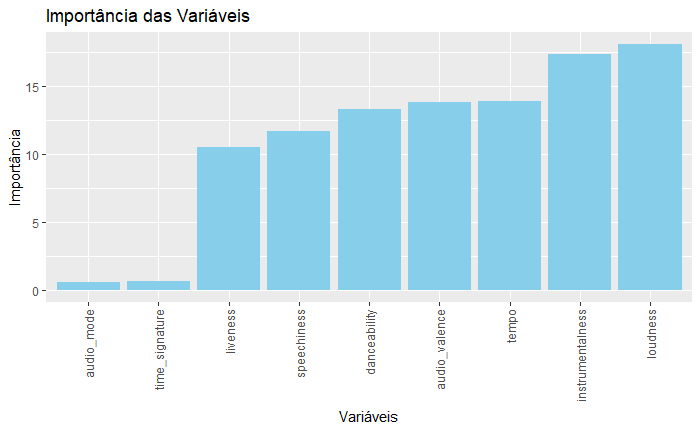 Importância das Variáveis
Importância
15
10
5
0
audio_mode
time_signature
liveness
speechiness
danceability
audio_valence
tempo
instrumentalness
loudness
Variáveis